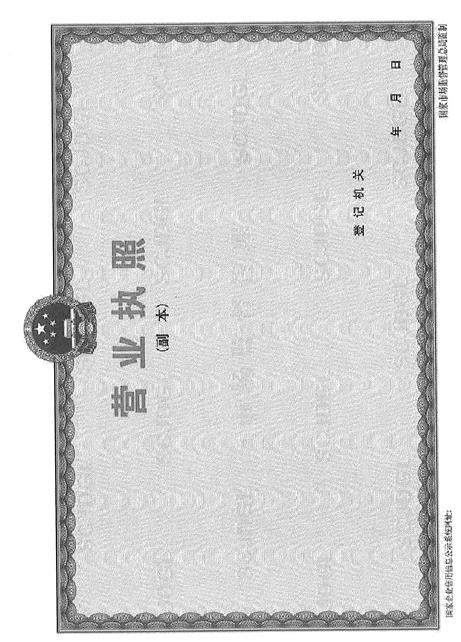 营业执照
(副 本)
登记机关
年 月 日
国家企业信用信息公示系统网址:
国家市场监督管理总局监制